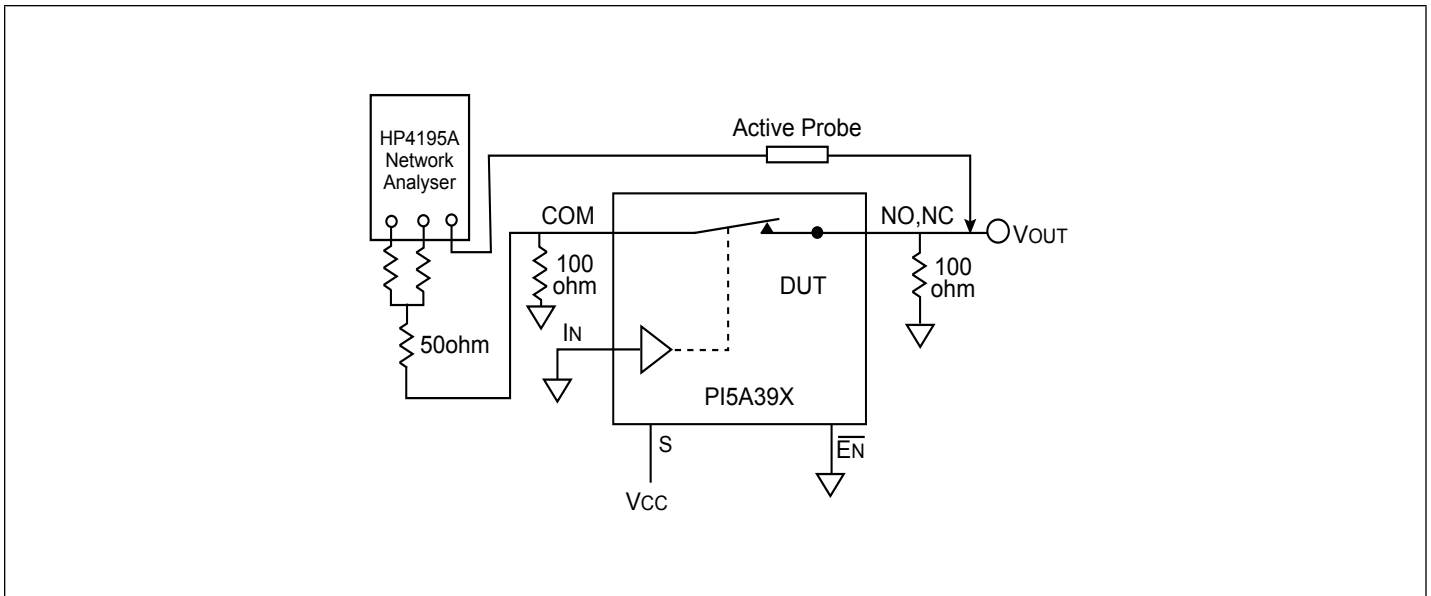 HP4195A
Network
Analyser
Active Probe
COM
NO,NC
VOUT
100
ohm
100
ohm
DUT
IN
50ohm
PI5A39X
S
EN
VCC